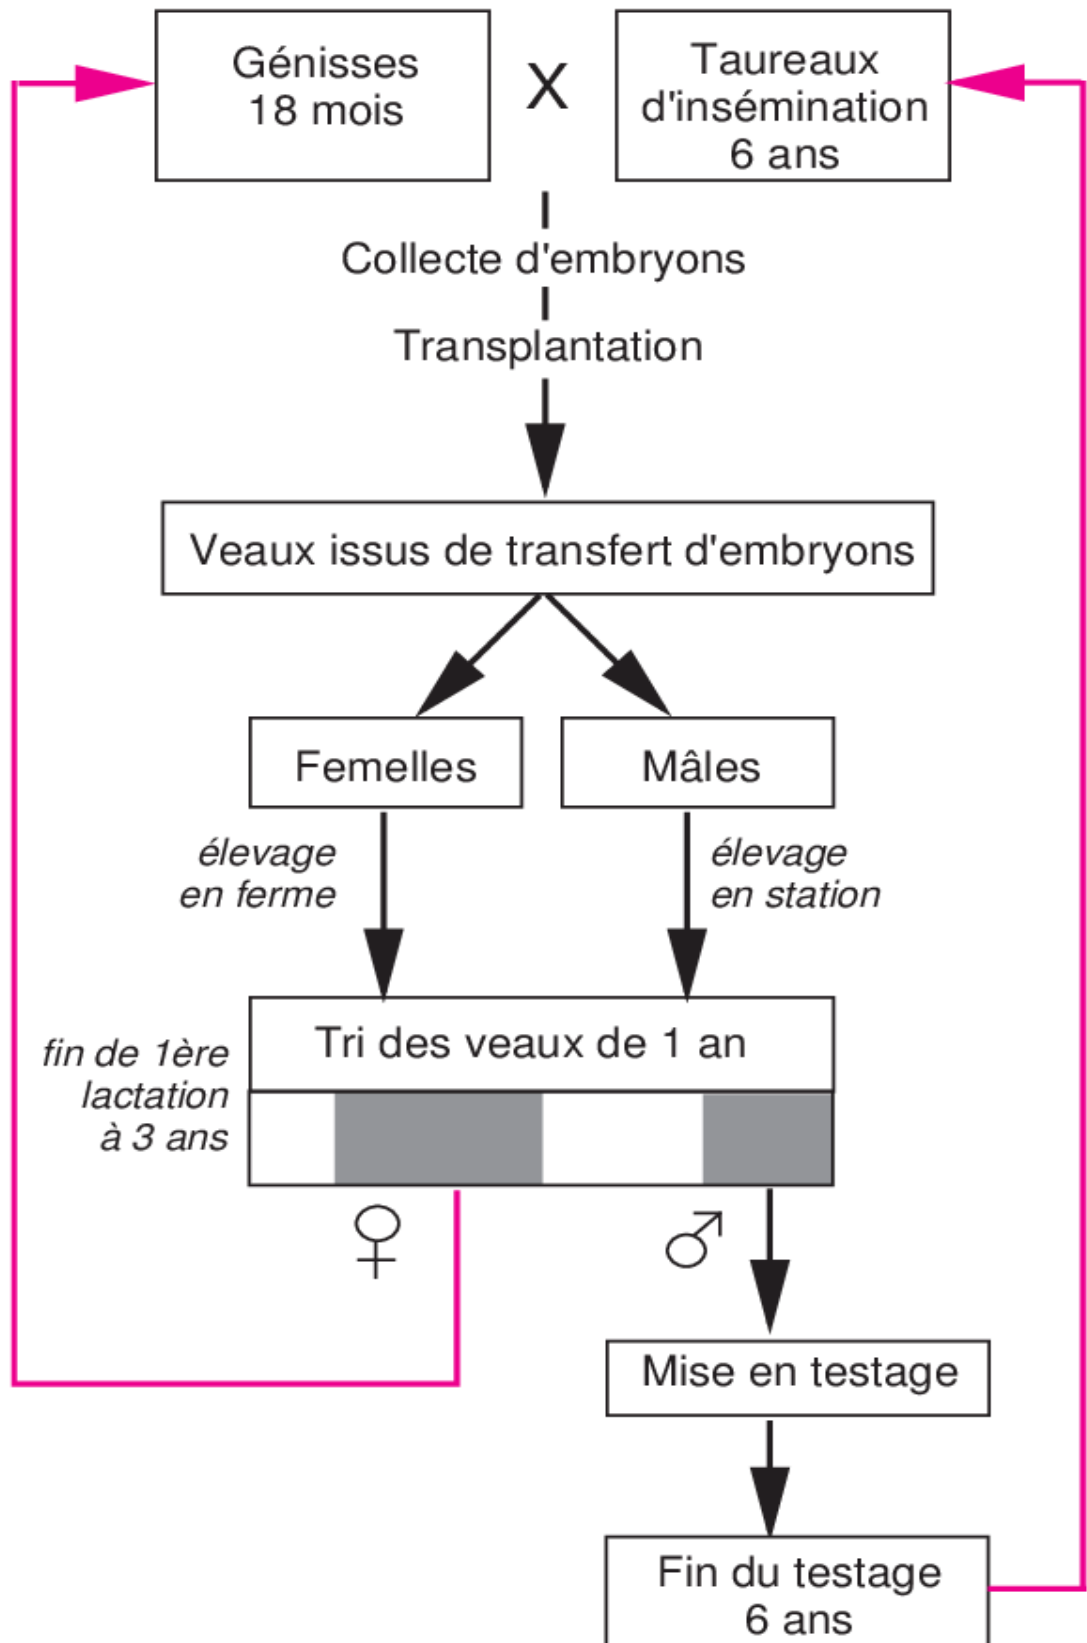 Génisses
18 mois
X
Taureaux
d'insémination
6 ans
Collecte d'embryons
Transplantation
Veaux issus de transfert d'embryons
Femelles
Mâles
élevage
en ferme
élevage
en station
Tri des veaux de 1 an
fin de 1ère
lactation
à 3 ans
♀
♂
Mise en testage
Fin du testage
6 ans